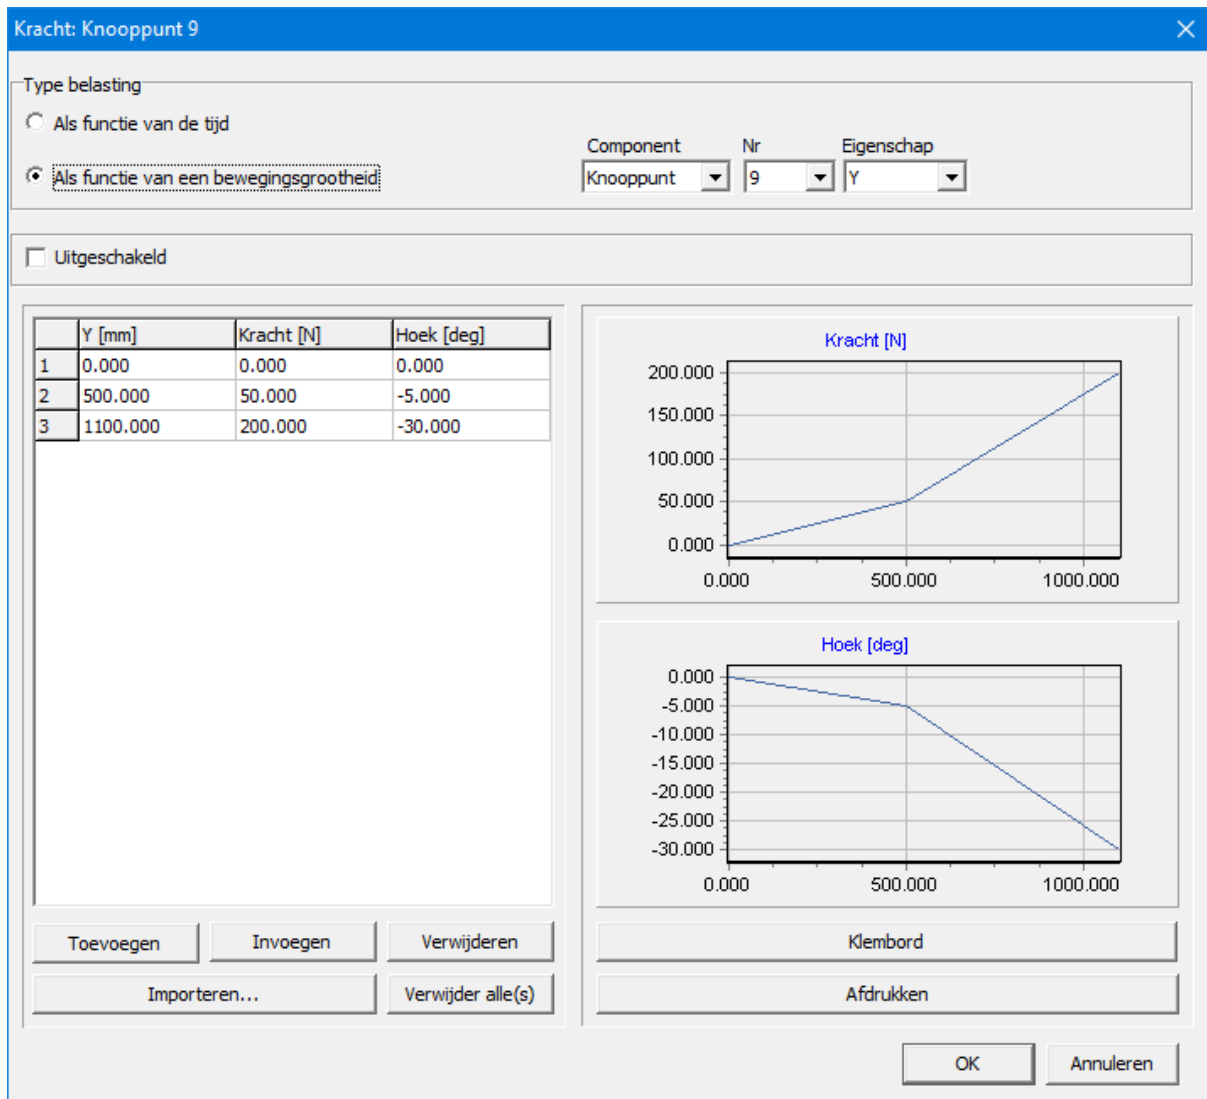 Kracht: Knooppunt 9
Type belasting
Als functie van de tijd
Component Nr Eigenschap
Als functie van een bewegingsgrootheid Knooppunt 9 Y
Uitgeschakeld
Y [mm] Kracht [N] Hoek [deg]
1 0.000 0.000 0.000
2 500.000 50.000 -5.000
3 1100.000 200.000 -30.000
Kracht [N]
200.000
150.000
100.000
50.000
0.000
0.000 500.000 1000.000
Hoek [deg]
0.000
-5.000
-10.000
-15.000
-20.000
-25.000
-30.000
0.000 500.000 1000.000
Toevoegen Invoegen Verwijderen
Importeren... Verwijder alle(s)
Klembord
Afdrukken
OK Annuleren